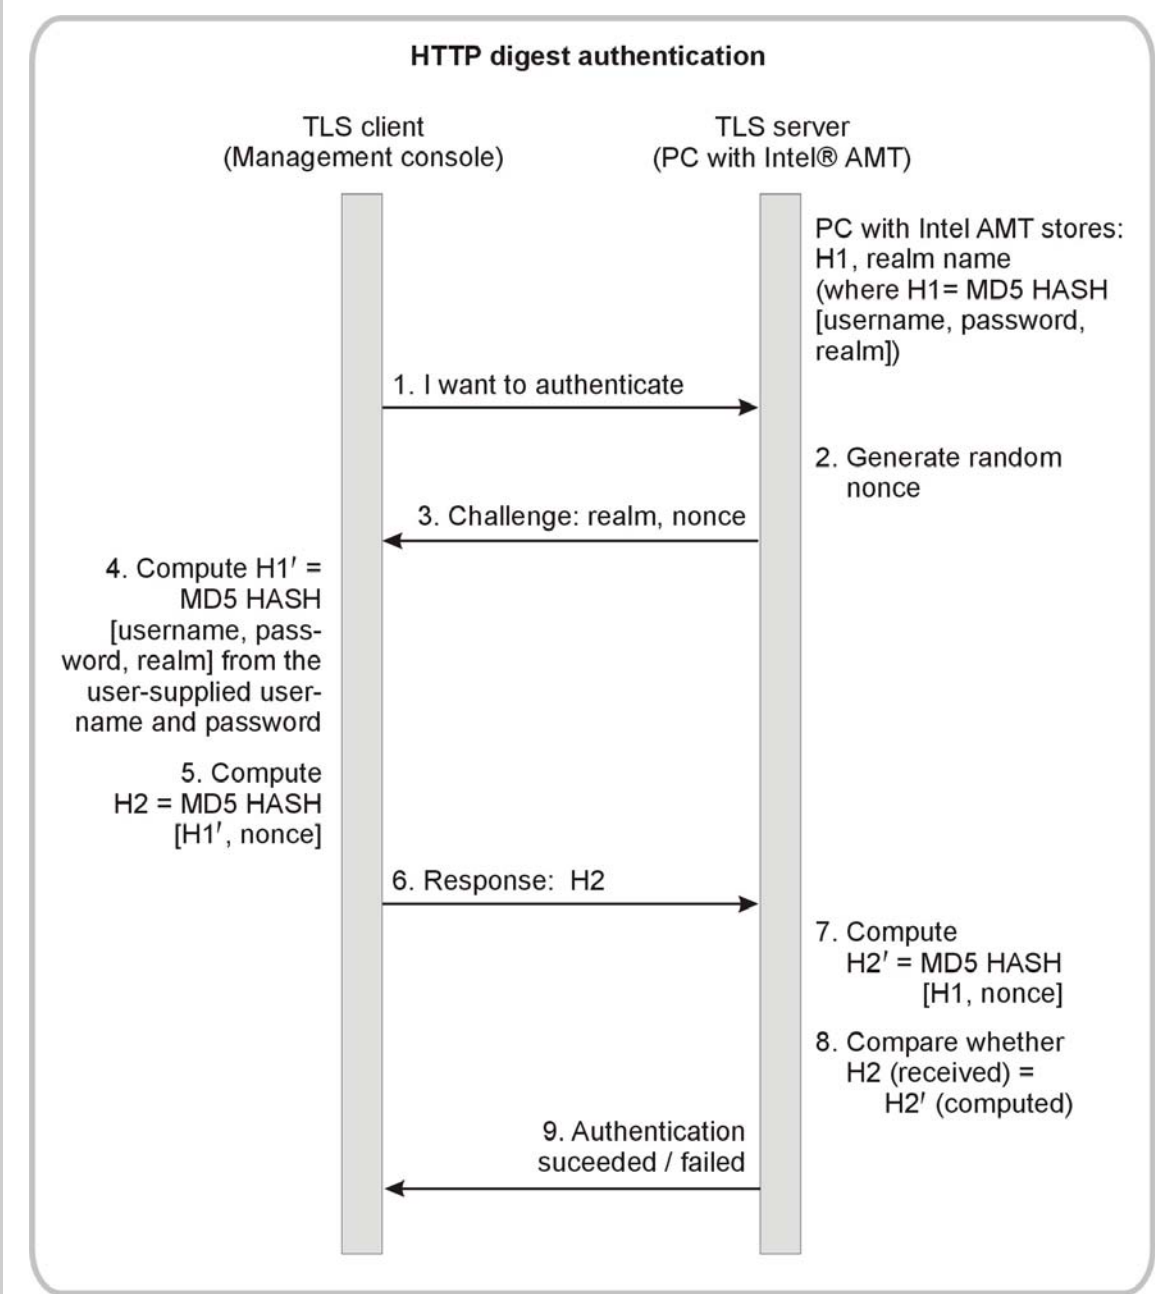 HTTP digest authentication
TLS client
(Management console)
TLS server
(PC with Intel® AMT)
PC with Intel AMT stores:
H1, realm name
(where H1= MD5 HASH
[username, password,
realm])
1. I want to authenticate
2. Generate random
nonce
3. Challenge: realm, nonce
4. Compute H1′ =
MD5 HASH
[username, pass-
word, realm] from the
user-supplied user-
name and password
5. Compute
H2 = MD5 HASH
[H1′, nonce]
6. Response: H2
7. Compute
H2′ = MD5 HASH
[H1, nonce]
8. Compare whether
H2 (received) =
H2′ (computed)
9. Authentication
suceeded / failed